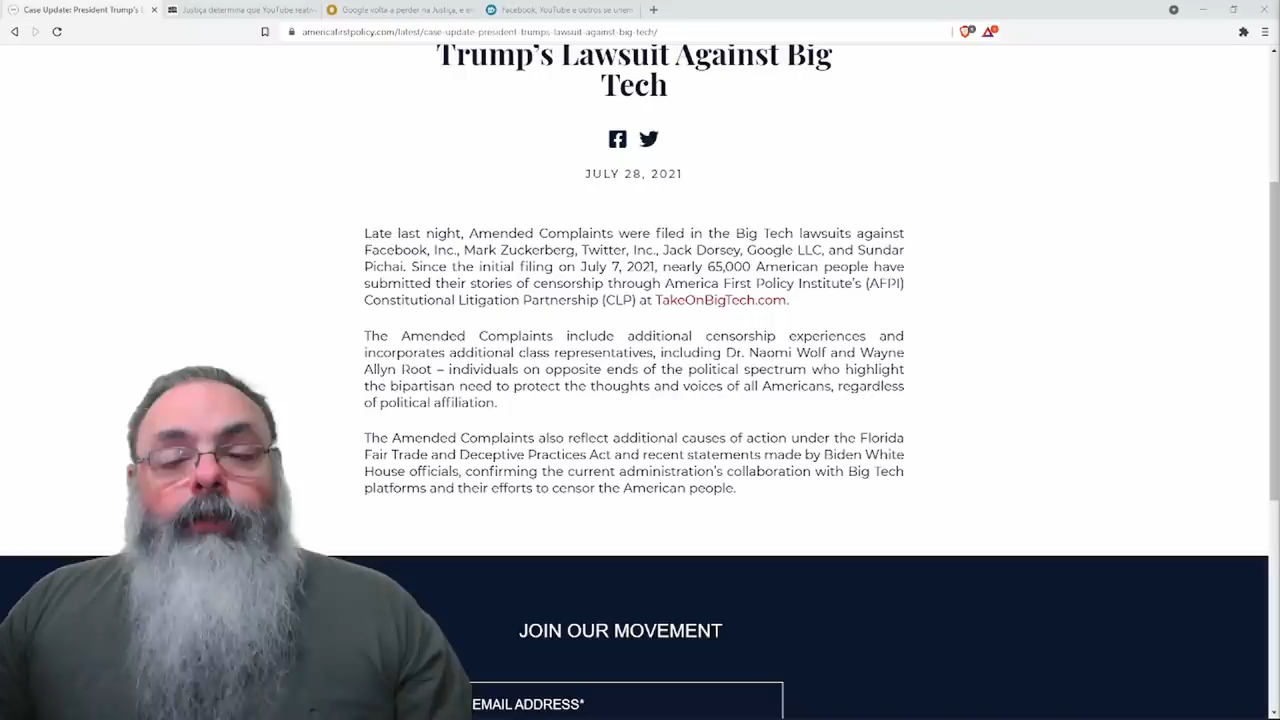 Case Update: President Trump's L
Justiça determina que YouTube reativ
Google volta a perder na Justiça, e em
Facebook, YouTube e outros se unem
americafirstpolicy.com/latest/case-update-president-trumps-lawsuit-against-big-tech/
Trump's Lawsuit Against Big
Tech
JULY 28, 2021
Late last night, Amended Complaints were filed in the Big Tech lawsuits against
Facebook, Inc., Mark Zuckerberg, Twitter, Inc., Jack Dorsey, Google LLC, and Sundar
Pichai. Since the initial filing on July 7, 2021, nearly 65,000 American people have
submitted their stories of censorship through America First Policy Institute's (AFPI)
Constitutional Litigation Partnership (CLP) at TakeOnBigTech.com.
The Amended Complaints include additional censorship experiences and
incorporates additional class representatives, including Dr. Naomi Wolf and Wayne
Allyn Root – individuals on opposite ends of the political spectrum who highlight
the bipartisan need to protect the thoughts and voices of all Americans, regardless
of political affiliation.
The Amended Complaints also reflect additional causes of action under the Florida
Fair Trade and Deceptive Practices Act and recent statements made by Biden White
House officials, confirming the current administration's collaboration with Big Tech
platforms and their efforts to censor the American people.
JOIN OUR MOVEMENT
EMAIL ADDRESS*